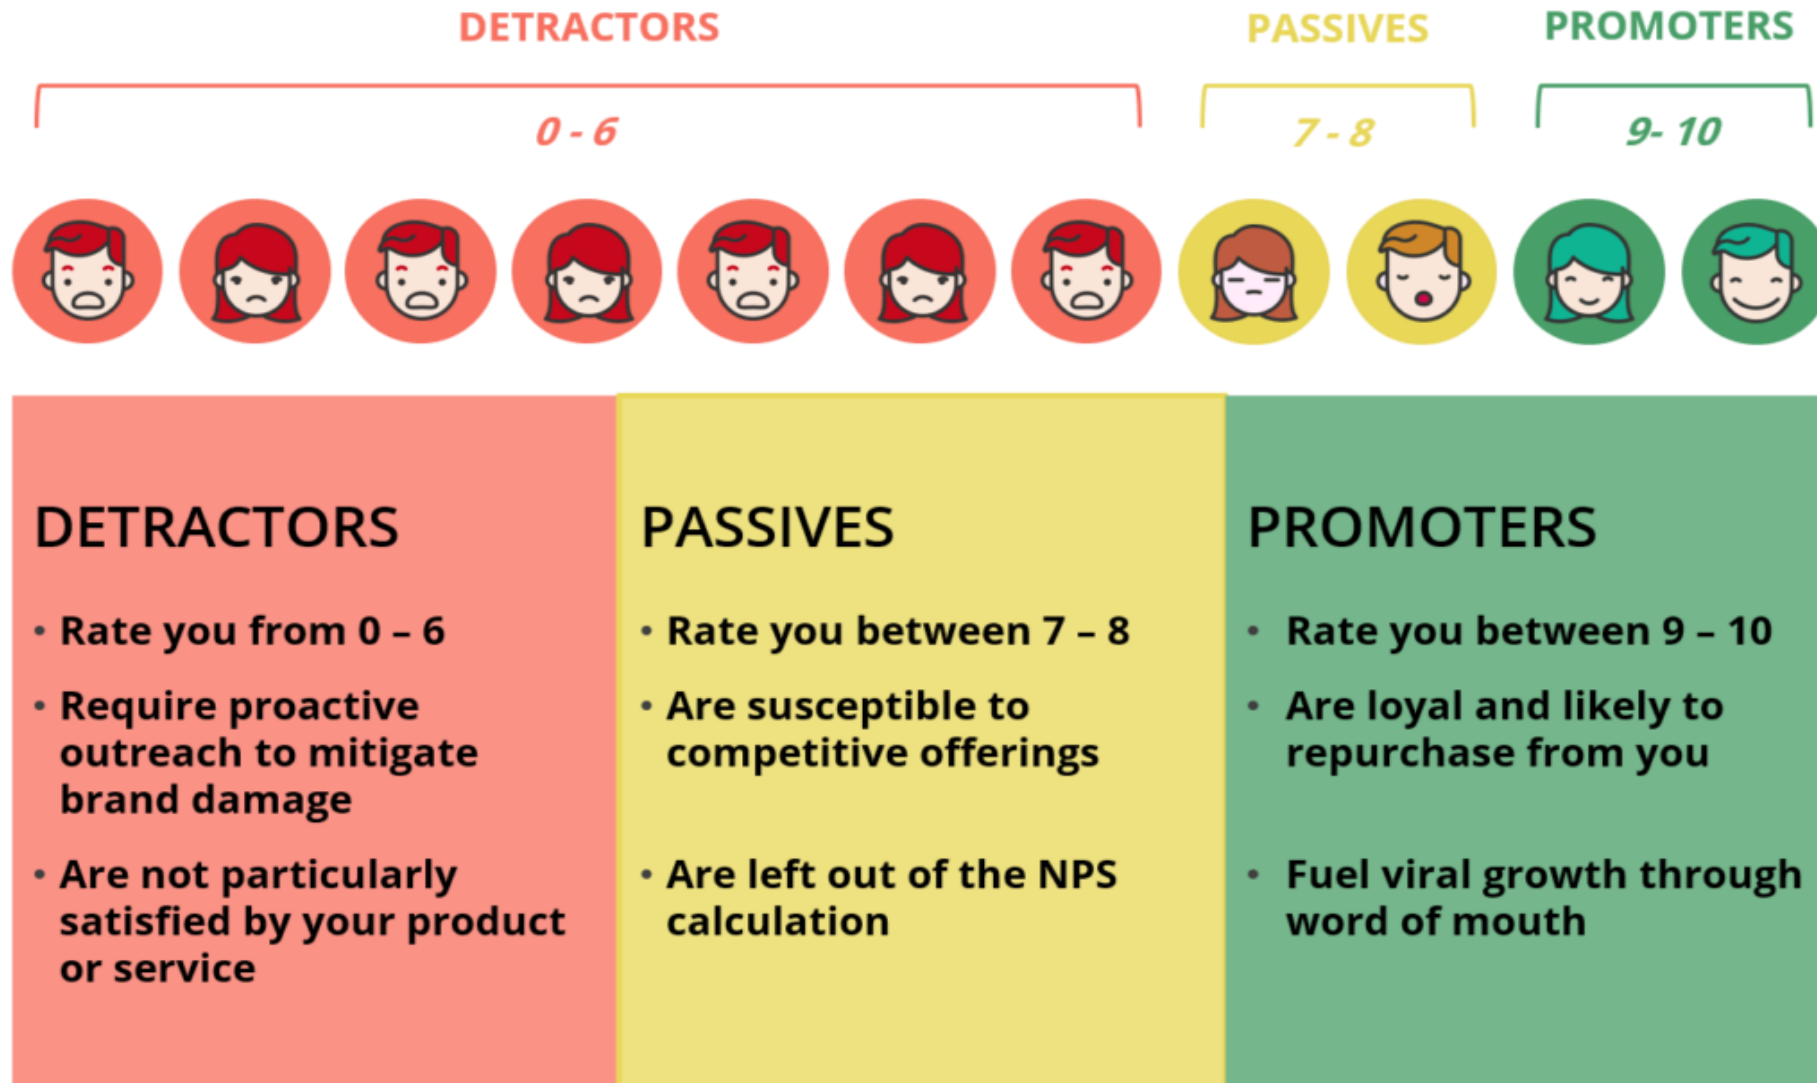 DETRACTORS
PASSIVES
PROMOTERS
0 - 6
7 - 8
9- 10
DETRACTORS
• Rate you from 0 – 6
• Require proactive
outreach to mitigate
brand damage
• Are not particularly
satisfied by your product
or service
PASSIVES
• Rate you between 7 – 8
• Are susceptible to
competitive offerings
• Are left out of the NPS
calculation
PROMOTERS
• Rate you between 9 – 10
• Are loyal and likely to
repurchase from you
• Fuel viral growth through
word of mouth